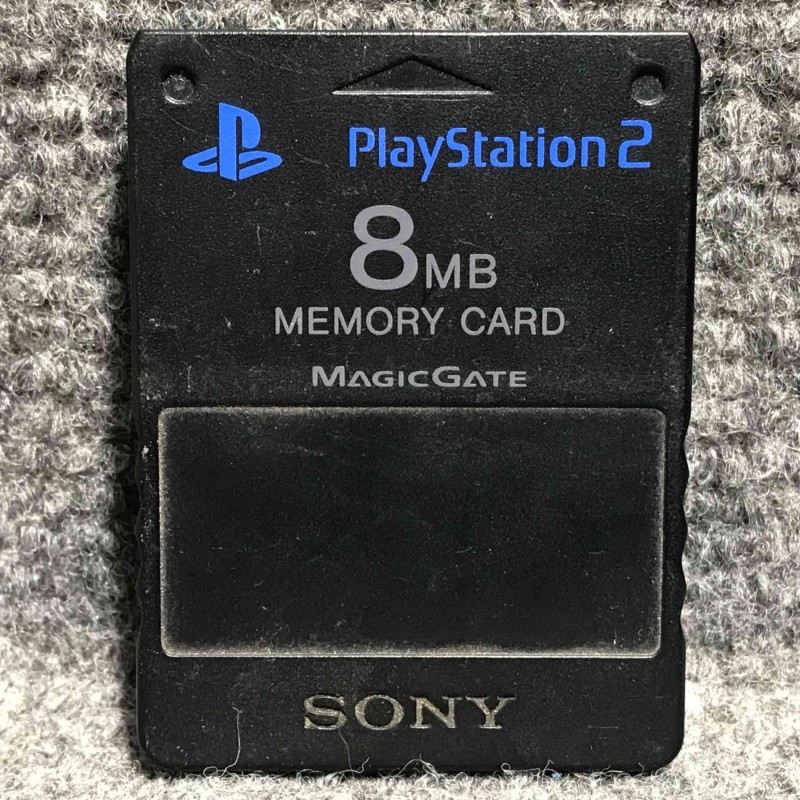 PlayStation 2
8MB
MEMORY CARD
MAGICGATE
SONY